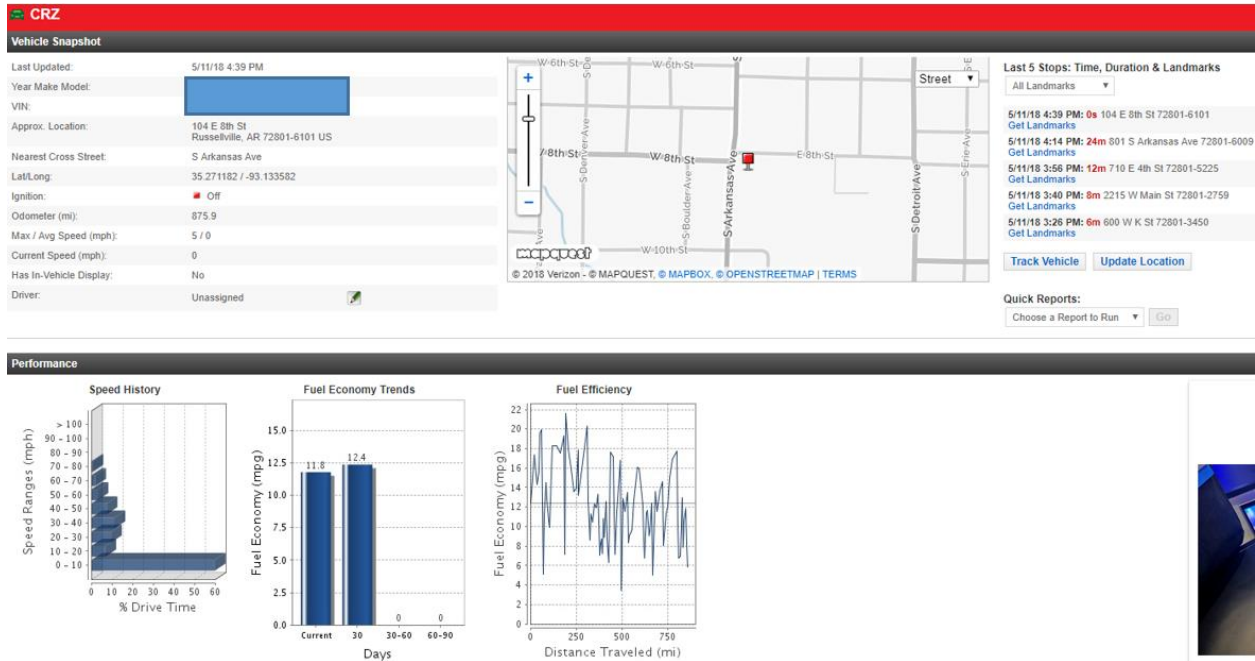 CRZ
Vehicle Snapshot
Last Updated: 5/11/18 4:39 PM
Year Make Model:
VIN:
Approx. Location: 104 E 8th St
Russellville, AR 72801-6101 US
Nearest Cross Street: S Arkansas Ave
Lat/Long: 35.271182 / -93.133582
Ignition: Off
Odometer (mi): 875.9
Max / Avg Speed (mph): 5 / 0
Current Speed (mph): 0
Has In-Vehicle Display: No
Driver: Unassigned
W 6th St
W 6th St
Street
S Denver Ave
W 8th St
E 8th St
S Boulder Ave
S Arkansas Ave
S Detroit Ave
S Erie Ave
W 10th St
mapquest
© 2018 Verizon - © MAPQUEST, © MAPBOX, © OPENSTREETMAP | TERMS
Last 5 Stops: Time, Duration & Landmarks
All Landmarks
5/11/18 4:39 PM: 0s 104 E 8th St 72801-6101
Get Landmarks
5/11/18 4:14 PM: 24m 801 S Arkansas Ave 72801-6009
Get Landmarks
5/11/18 3:56 PM: 12m 710 E 4th St 72801-5225
Get Landmarks
5/11/18 3:40 PM: 8m 2215 W Main St 72801-2759
Get Landmarks
5/11/18 3:26 PM: 6m 600 W K St 72801-3450
Get Landmarks
Track Vehicle Update Location
Quick Reports:
Choose a Report to Run Go
Performance
Speed History
Speed Ranges (mph)
> 100
90 - 100
80 - 90
70 - 80
60 - 70
50 - 60
40 - 50
30 - 40
20 - 30
10 - 20
0 - 10
0 10 20 30 40 50 60
% Drive Time
Fuel Economy Trends
Fuel Economy (mpg)
15.0
12.5
10.0
7.5
5.0
2.5
0.0
11.8 12.4 0 0
Current 30 30-60 60-90
Days
Fuel Efficiency
Fuel Economy (mpg)
22
20
18
16
14
12
10
8
6
4
2
0
0 250 500 750
Distance Traveled (mi)